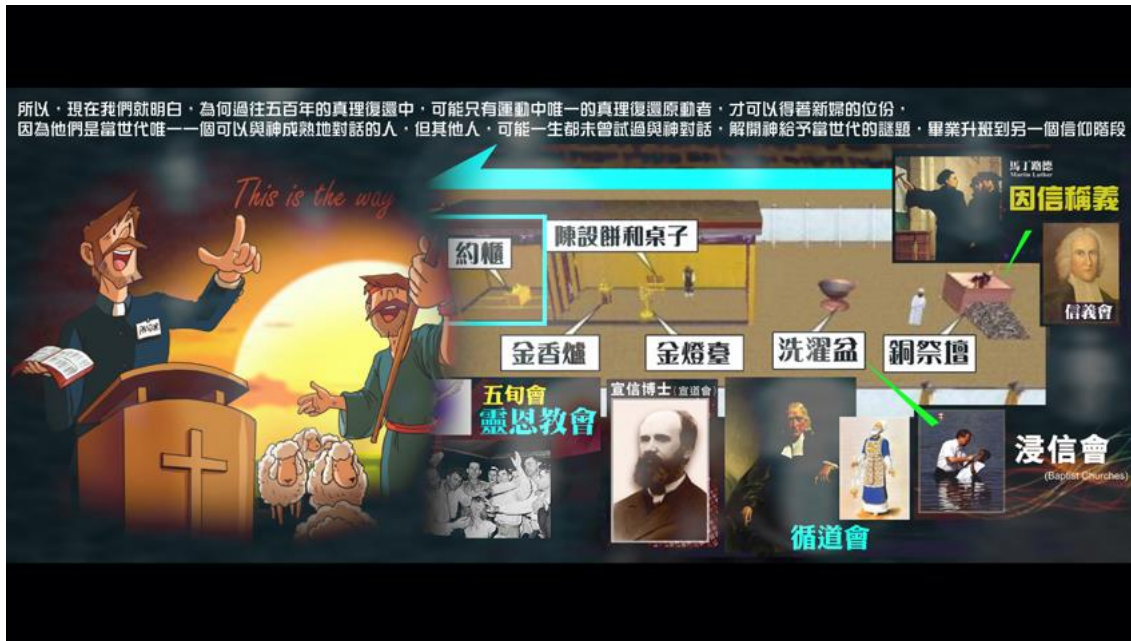 所以，現在我們就明白，為何過往五百年的真理復還中，可能只有運動中唯一的真理復還原動者，才可以得著新婦的位份，
因為他們是當世代唯一一個可以與神成熟地對話的人，但其他人，可能一生都未曾試過與神對話，解開神給予當世代的謎題，畢業升班到另一個信仰階段
This is the way
馬丁路德
Martin Luther
因信稱義
信義會
約櫃
陳設餅和桌子
金香爐
金燈臺
洗濯盆
銅祭壇
五旬會
靈恩教會
宣信博士（宣道會）
循道會
浸信會
(Baptist Churches)